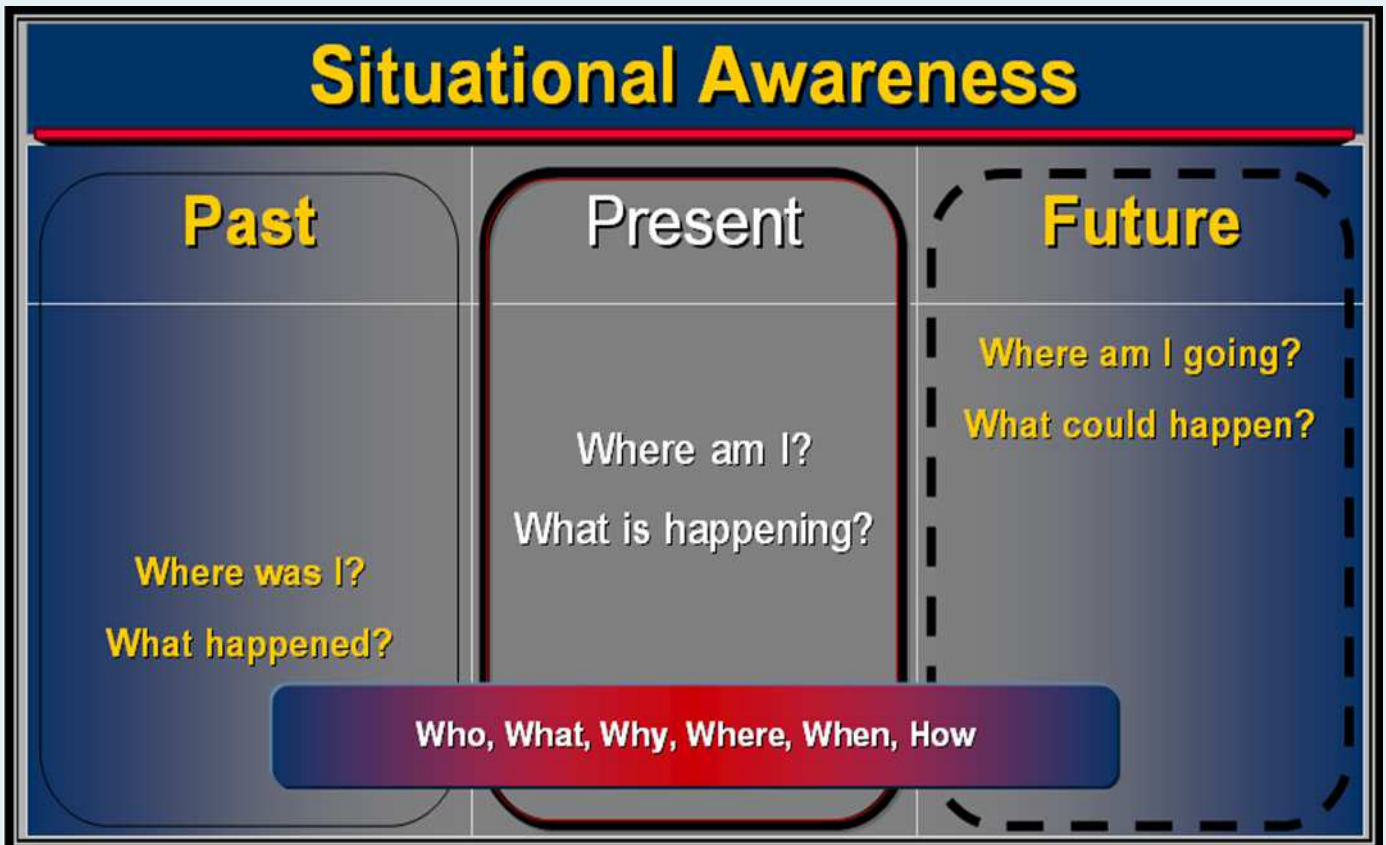 Situational Awareness
Past
Where was I?
What happened?
Present
Where am I?
What is happening?
Future
Where am I going?
What could happen?
Who, What, Why, Where, When, How